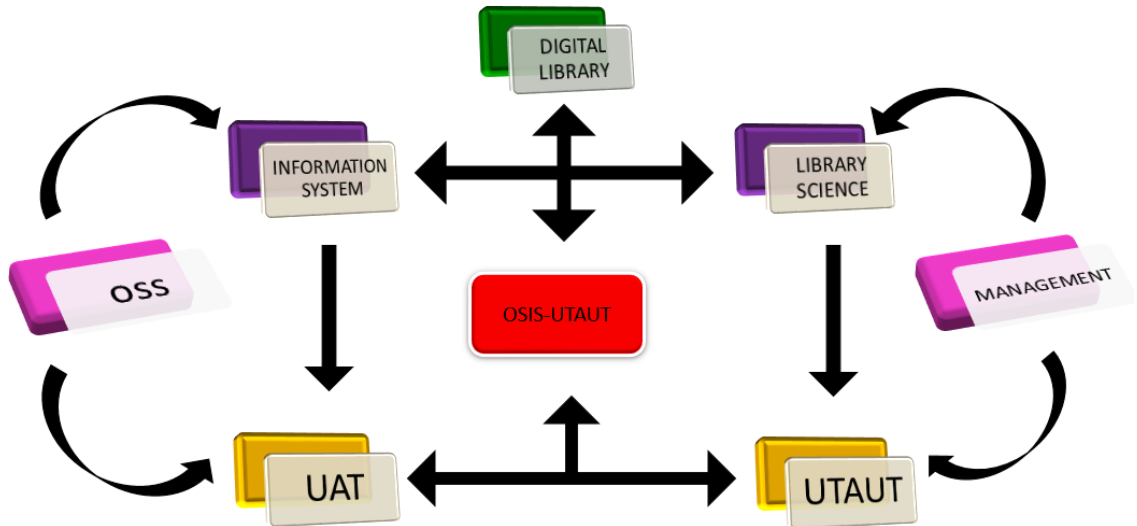 DIGITAL
LIBRARY
INFORMATION
SYSTEM
LIBRARY
SCIENCE
OSS
OSIS-UTAUT
MANAGEMENT
UAT
UTAUT